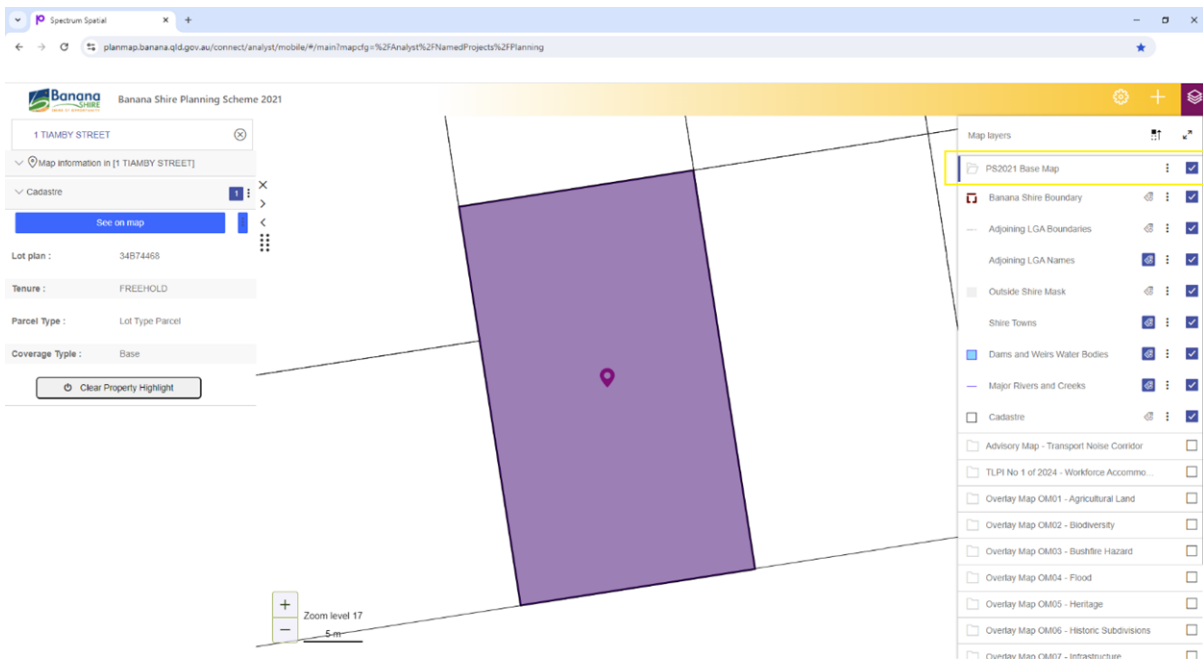 Spectrum Spatial
planmap.banana.qld.gov.au/connect/analyst/mobile/#/main?mapcfg=%2FAnalyst%2FNamedProjects%2FPlanning
Banana
SHIRE
Banana Shire Planning Scheme 2021
1 TIAMBY STREET
Map information in [1 TIAMBY STREET]
Cadastre
1
See on map
Lot plan :
34B74468
Tenure :
FREEHOLD
Parcel Type :
Lot Type Parcel
Coverage Typle :
Base
Clear Property Highlight
Zoom level 17
5 m
Map layers
PS2021 Base Map
Banana Shire Boundary
Adjoining LGA Boundaries
Adjoining LGA Names
Outside Shire Mask
Shire Towns
Dams and Weirs Water Bodies
Major Rivers and Creeks
Cadastre
Advisory Map - Transport Noise Corridor
TLPI No 1 of 2024 - Workforce Accommo...
Overlay Map OM01 - Agricultural Land
Overlay Map OM02 - Biodiversity
Overlay Map OM03 - Bushfire Hazard
Overlay Map OM04 - Flood
Overlay Map OM05 - Heritage
Overlay Map OM06 - Historic Subdivisions
Overlay Map OM07 - Infrastructure